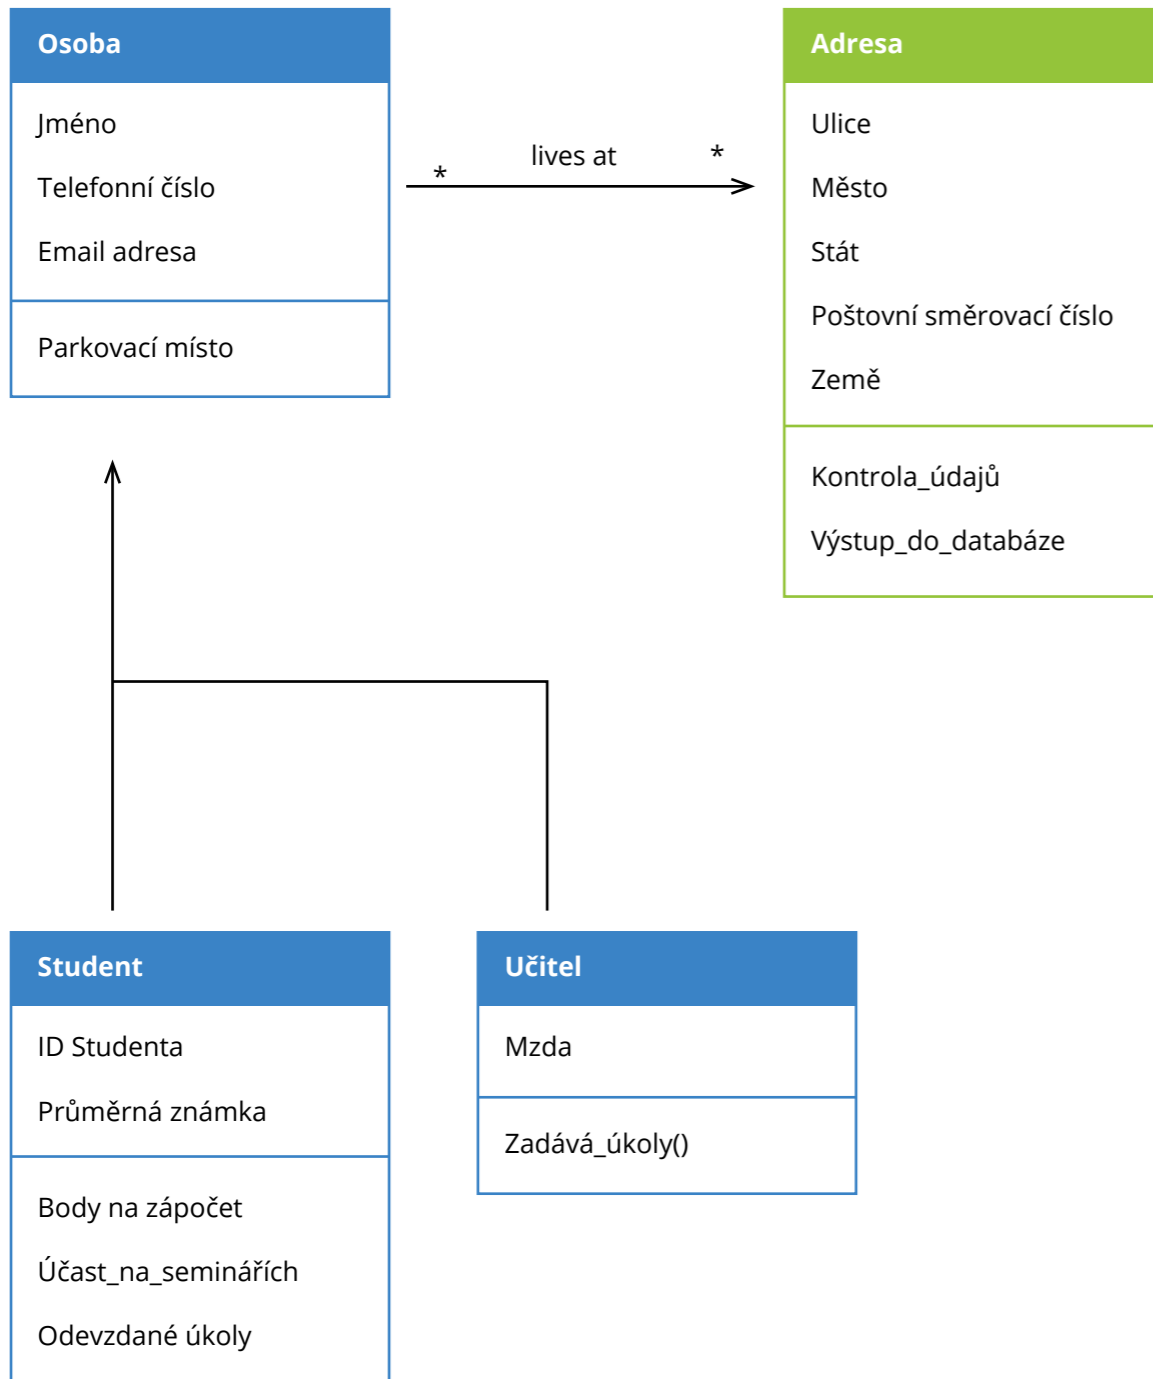 Osoba
Jméno
Telefonní číslo
Email adresa
Parkovací místo
* lives at *
Adresa
Ulice
Město
Stát
Poštovní směrovací číslo
Země
Kontrola_údajů
Výstup_do_databáze
Student
ID Studenta
Průměrná známka
Body na zápočet
Účast_na_seminářích
Odevzdané úkoly
Učitel
Mzda
Zadává_úkoly()